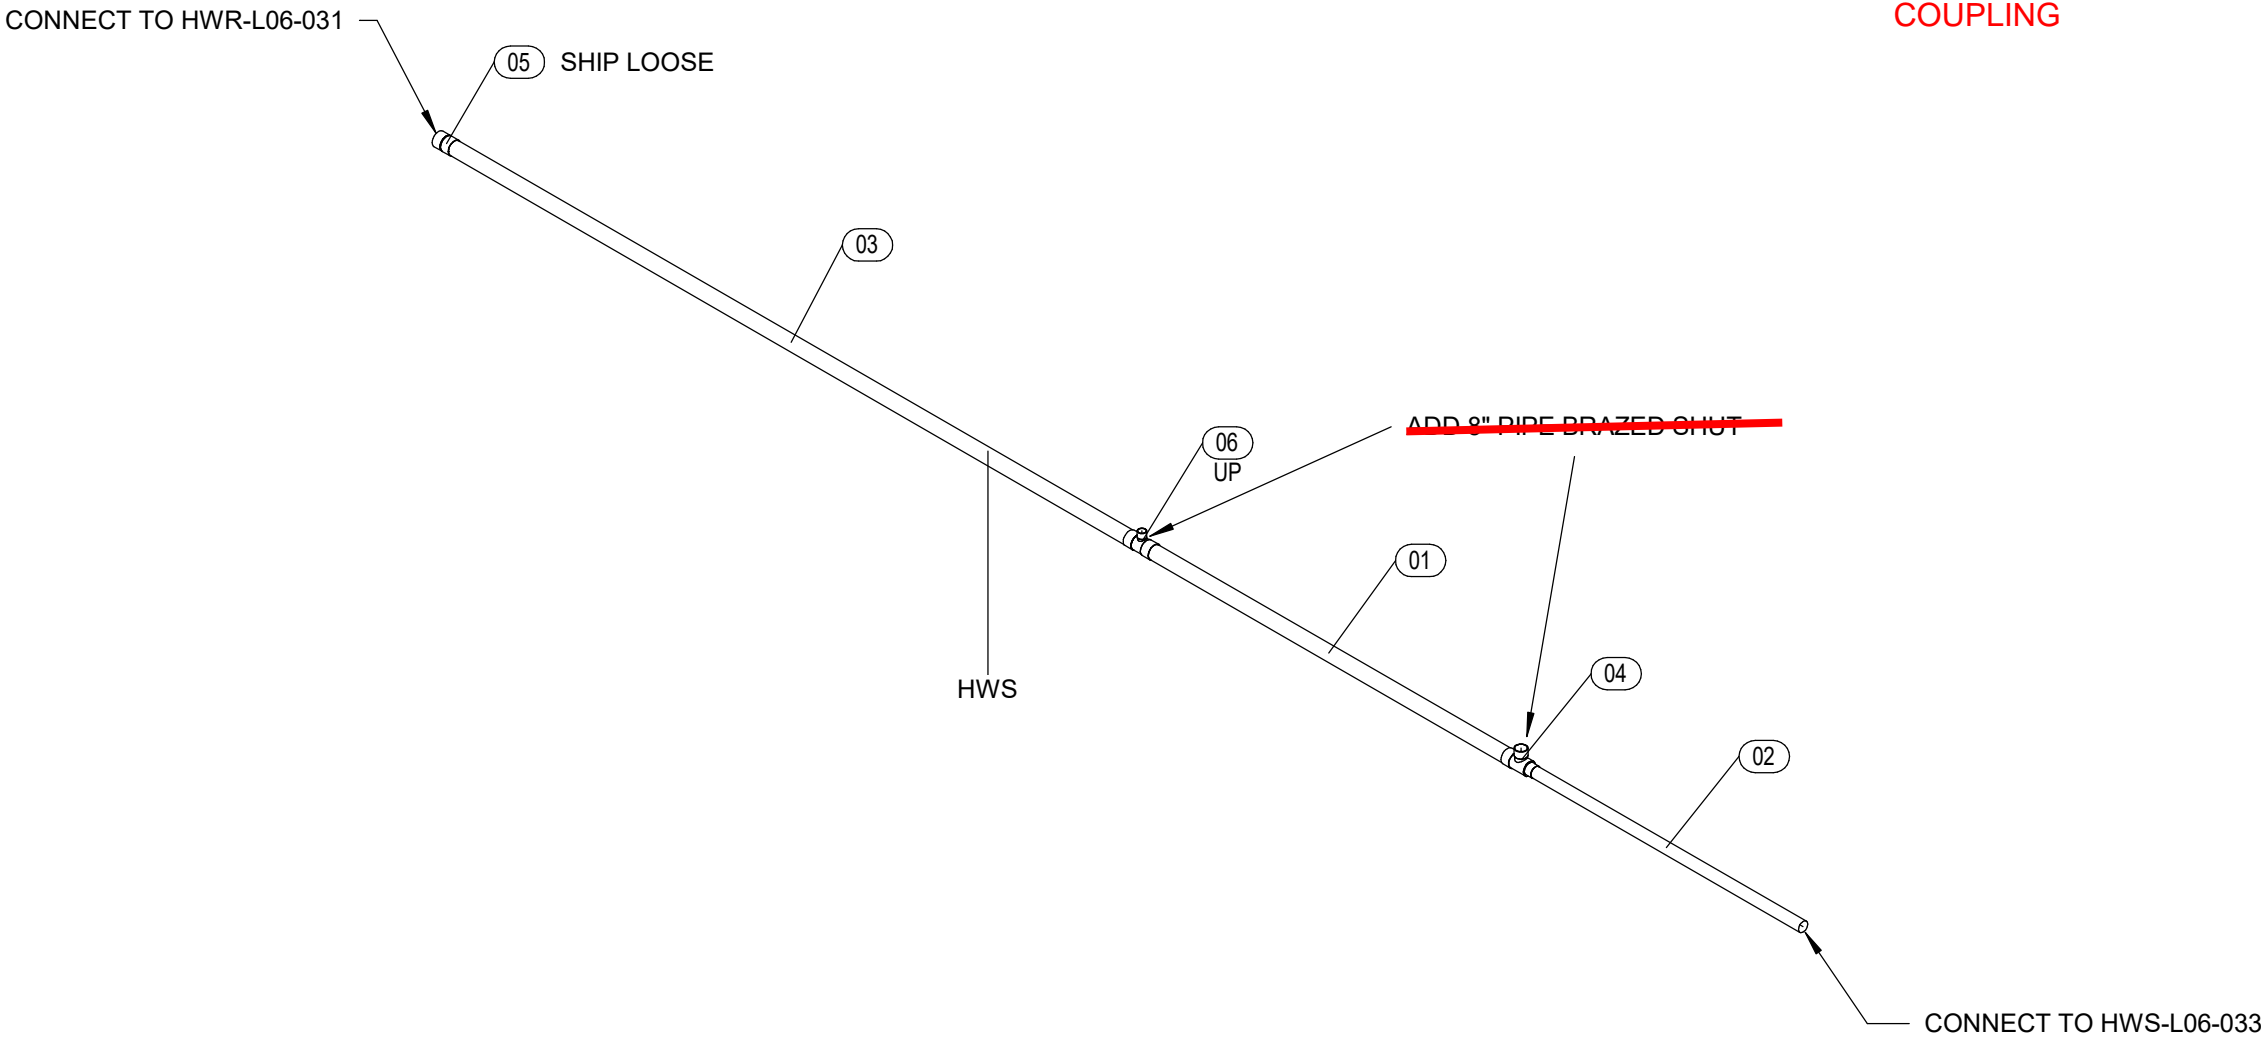 CONNECT TO HWR-L06-031
COUPLING
05 SHIP LOOSE
03
ADD 8" PIPE BRAZED SHUT
06
UP
01
04
HWS
02
CONNECT TO HWS-L06-033